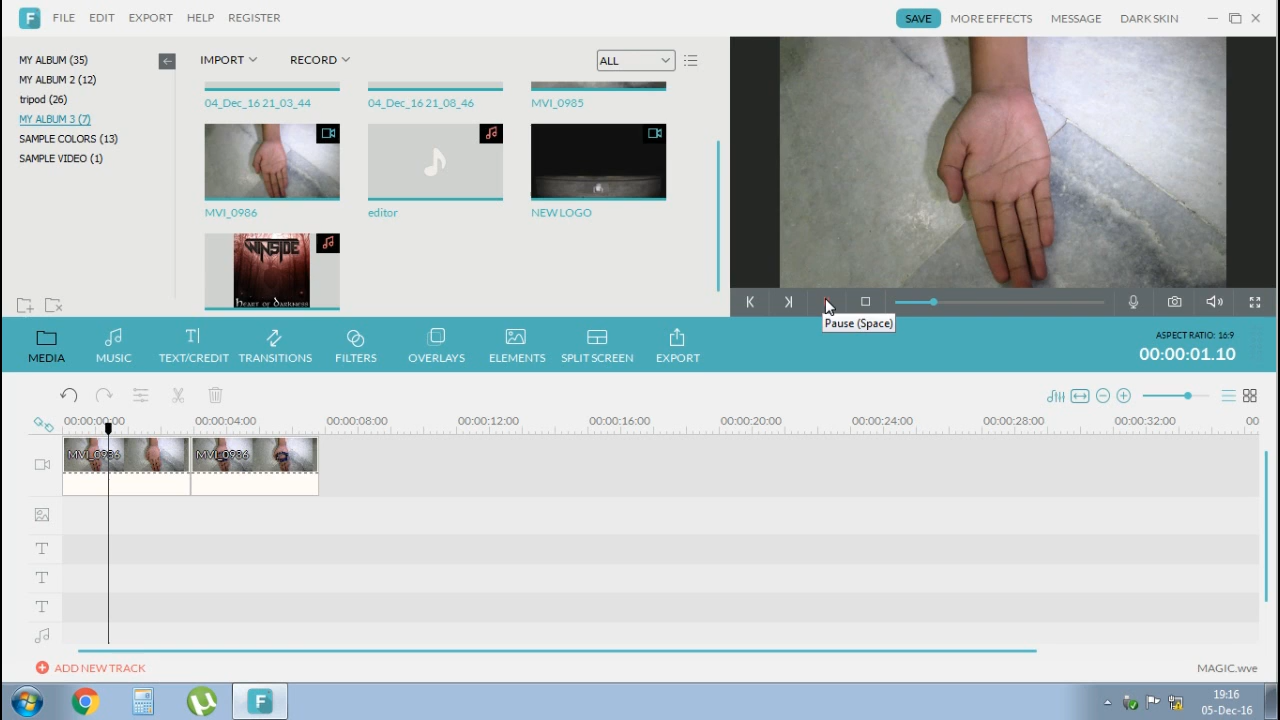 F FILE EDIT EXPORT HELP REGISTER
SAVE MORE EFFECTS MESSAGE DARK SKIN
MY ALBUM (35)
MY ALBUM 2 (12)
tripod (26)
MY ALBUM 3 (7)
SAMPLE COLORS (13)
SAMPLE VIDEO (1)
IMPORT RECORD ALL
04_Dec_16 21_03_44 04_Dec_16 21_08_46 MVI_0985
MVI_0986 editor NEW LOGO
HEART OF DARKNESS
Pause (Space)
MEDIA MUSIC TEXT/CREDIT TRANSITIONS FILTERS OVERLAYS ELEMENTS SPLIT SCREEN EXPORT
ASPECT RATIO: 16:9
00:00:01.10
00:00:00:00 00:00:04:00 00:00:08:00 00:00:12:00 00:00:16:00 00:00:20:00 00:00:24:00 00:00:28:00 00:00:32:00 00
MVI_0986 MVI_0986
T
T
T
ADD NEW TRACK
MAGIC.wve
F
19:16
05-Dec-16